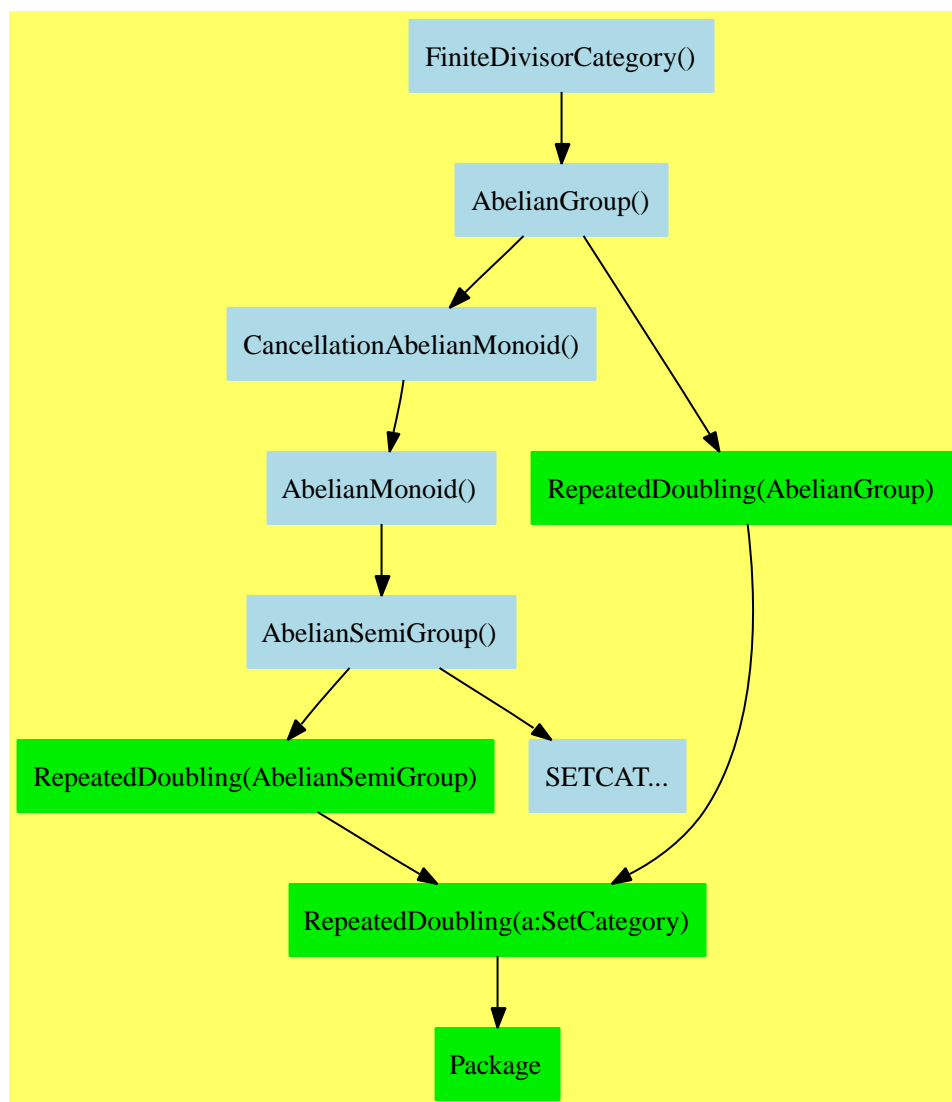 FiniteDivisorCategory()
AbelianGroup()
CancellationAbelianMonoid()
AbelianMonoid()
RepeatedDoubling(AbelianGroup)
AbelianSemiGroup()
RepeatedDoubling(AbelianSemiGroup)
SETCAT...
RepeatedDoubling(a:SetCategory)
Package